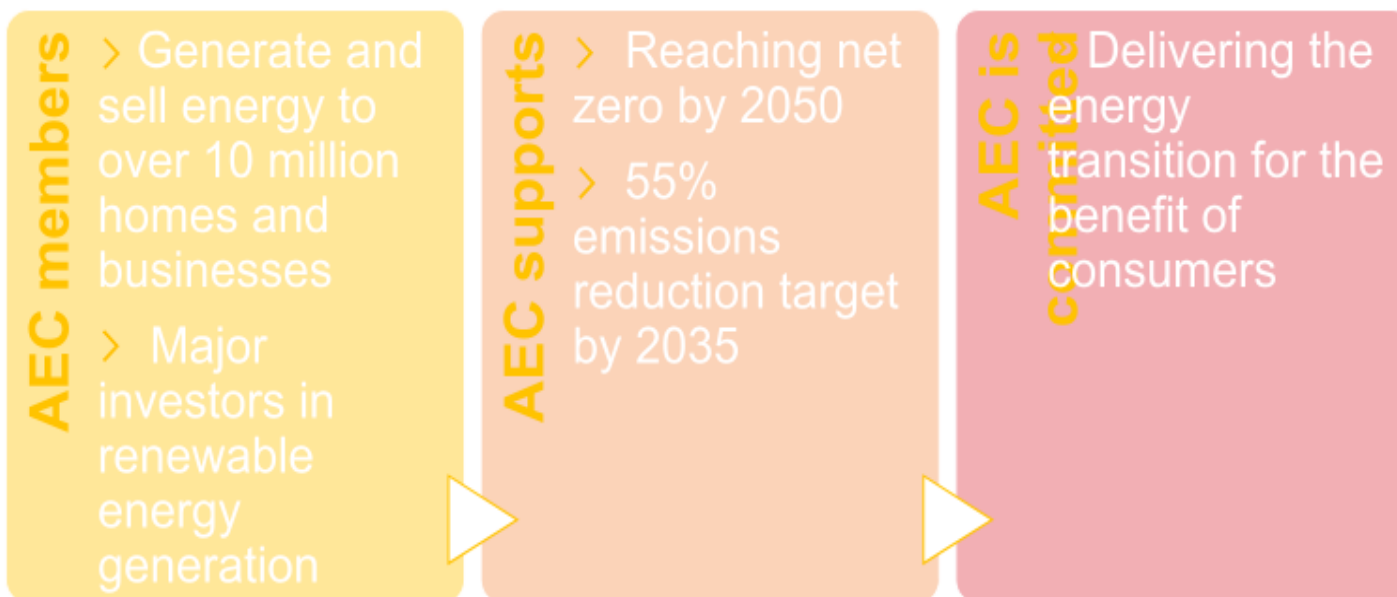 AEC members
> Generate and
sell energy to
over 10 million
homes and
businesses
> Major
investors in
renewable
energy
generation
AEC supports
> Reaching net
zero by 2050
> 55%
emissions
reduction target
by 2035
AEC is
committed
> Delivering the
energy
transition for the
benefit of
consumers